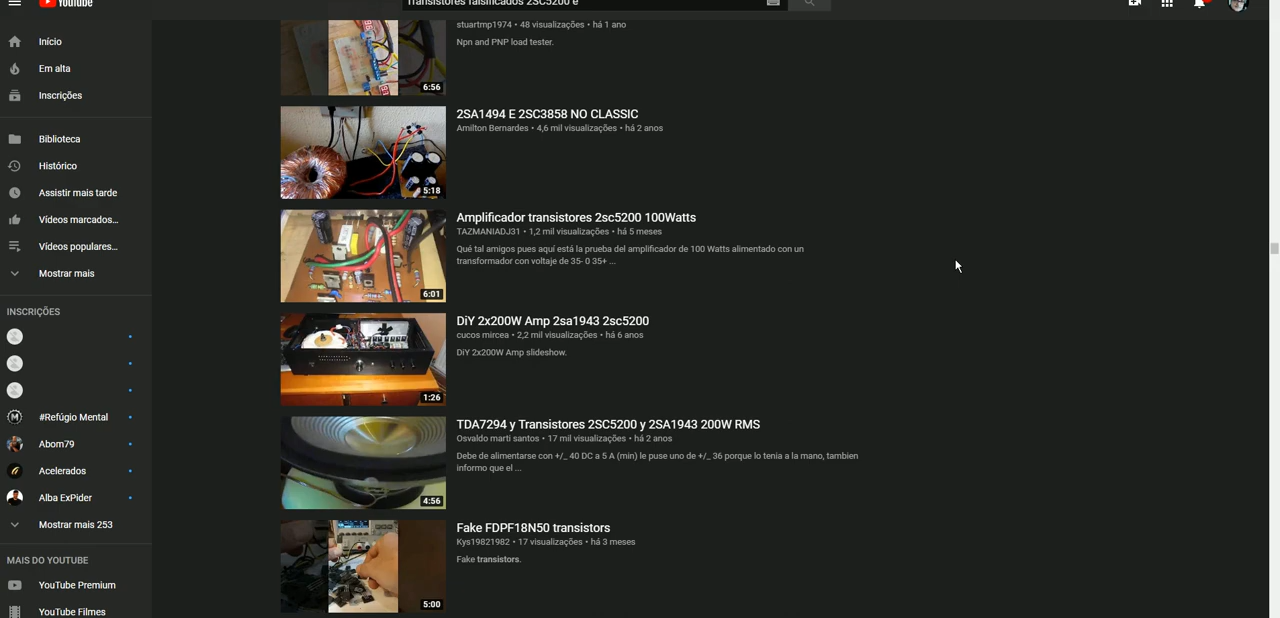 YouTube
Transistores falsificados 2SC5200 e
Início
Em alta
Inscrições
Biblioteca
Histórico
Assistir mais tarde
Vídeos marcados...
Vídeos populares...
Mostrar mais
INSCRIÇÕES
#Refúgio Mental
Abom79
Acelerados
Alba ExPider
Mostrar mais 253
MAIS DO YOUTUBE
YouTube Premium
YouTube Filmes
stuartmp1974 • 48 visualizações • há 1 ano
Npn and PNP load tester.
6:56
2SA1494 E 2SC3858 NO CLASSIC
Amilton Bernardes • 4,6 mil visualizações • há 2 anos
5:18
Amplificador transistores 2sc5200 100Watts
TAZMANIADJ31 • 1,2 mil visualizações • há 5 meses
Qué tal amigos pues aquí está la prueba del amplificador de 100 Watts alimentado con un
transformador con voltaje de 35- 0 35+ ...
6:01
DiY 2x200W Amp 2sa1943 2sc5200
cucos mircea • 2,2 mil visualizações • há 6 anos
DiY 2x200W Amp slideshow.
1:26
TDA7294 y Transistores 2SC5200 y 2SA1943 200W RMS
Osvaldo marti santos • 17 mil visualizações • há 2 anos
Debe de alimentarse con +/_ 40 DC a 5 A (min) le puse uno de +/_ 36 porque lo tenia a la mano, tambien
informo que el ...
4:56
Fake FDPF18N50 transistors
Kys19821982 • 17 visualizações • há 3 meses
Fake transistors.
5:00